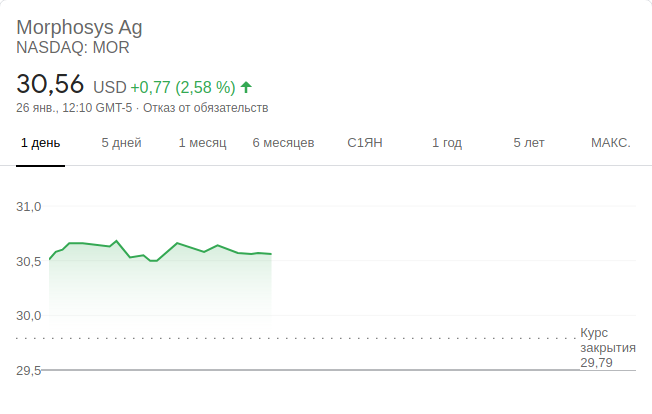 Morphosys Ag
NASDAQ: MOR
30,56 USD +0,77 (2,58 %)
26 янв., 12:10 GMT-5 · Отказ от обязательств
1 день 5 дней 1 месяц 6 месяцев С1ЯН 1 год 5 лет МАКС.
31,0
30,5
30,0
Курс
закрытия
29,79
29,5